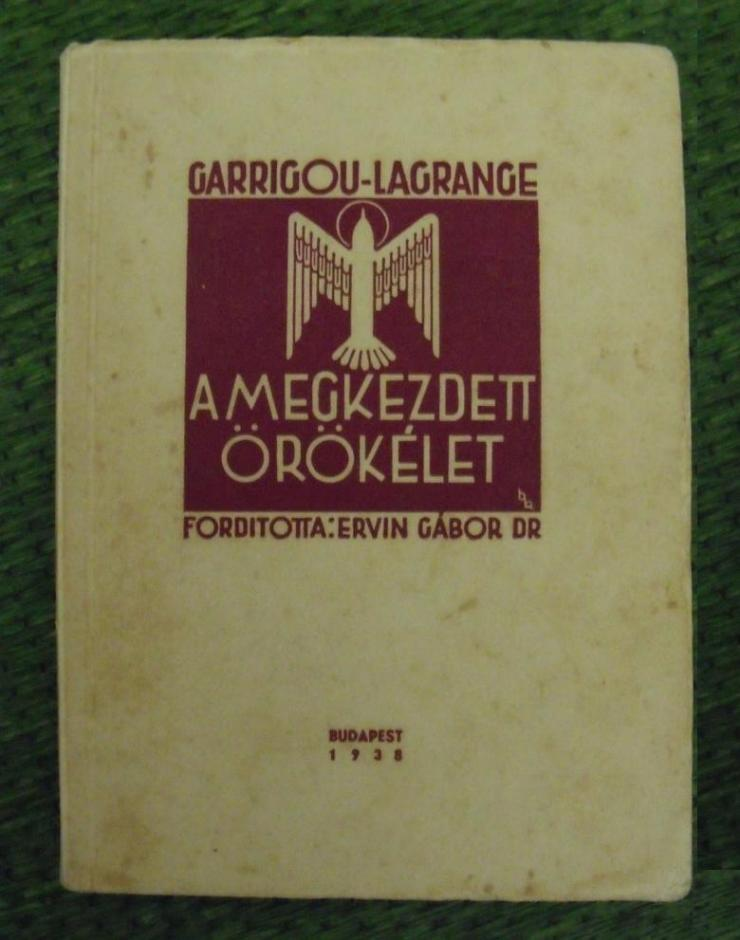 GARRIGOU-LAGRANGE
A MEGKEZDETT
ÖRÖKÉLET
FORDITOTTA: ERVIN GÁBOR DR
BUDAPEST
1938